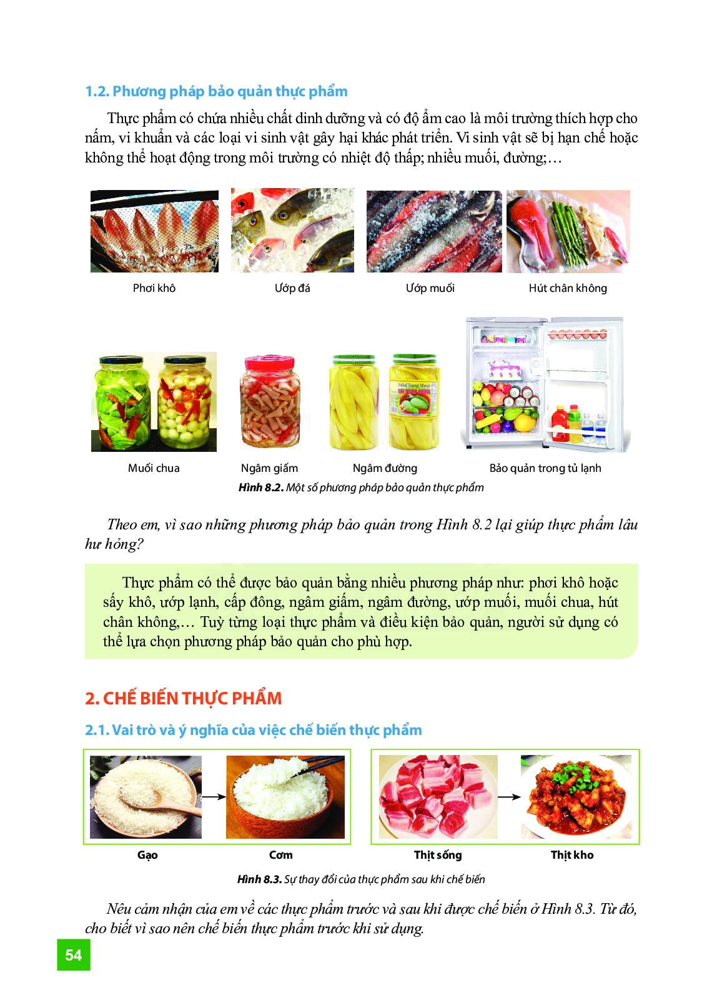 1.2. Phương pháp bảo quản thực phẩm
Thực phẩm có chứa nhiều chất dinh dưỡng và có độ ẩm cao là môi trường thích hợp cho
nấm, vi khuẩn và các loại vi sinh vật gây hại khác phát triển. Vi sinh vật sẽ bị hạn chế hoặc
không thể hoạt động trong môi trường có nhiệt độ thấp; nhiều muối, đường;…
Phơi khô
Ướp đá
Ướp muối
Hút chân không
Pickled Young Mango
XOÀI NGÂM ĐƯỜNG
Muối chua
Ngâm giấm
Ngâm đường
Bảo quản trong tủ lạnh
Hình 8.2. Một số phương pháp bảo quản thực phẩm
Theo em, vì sao những phương pháp bảo quản trong Hình 8.2 lại giúp thực phẩm lâu
hư hỏng?
Thực phẩm có thể được bảo quản bằng nhiều phương pháp như: phơi khô hoặc
sấy khô, ướp lạnh, cấp đông, ngâm giấm, ngâm đường, ướp muối, muối chua, hút
chân không,… Tuỳ từng loại thực phẩm và điều kiện bảo quản, người sử dụng có
thể lựa chọn phương pháp bảo quản cho phù hợp.
2. CHẾ BIẾN THỰC PHẨM
2.1. Vai trò và ý nghĩa của việc chế biến thực phẩm
Gạo
Cơm
Thịt sống
Thịt kho
Hình 8.3. Sự thay đổi của thực phẩm sau khi chế biến
Nêu cảm nhận của em về các thực phẩm trước và sau khi được chế biến ở Hình 8.3. Từ đó,
cho biết vì sao nên chế biến thực phẩm trước khi sử dụng.
54